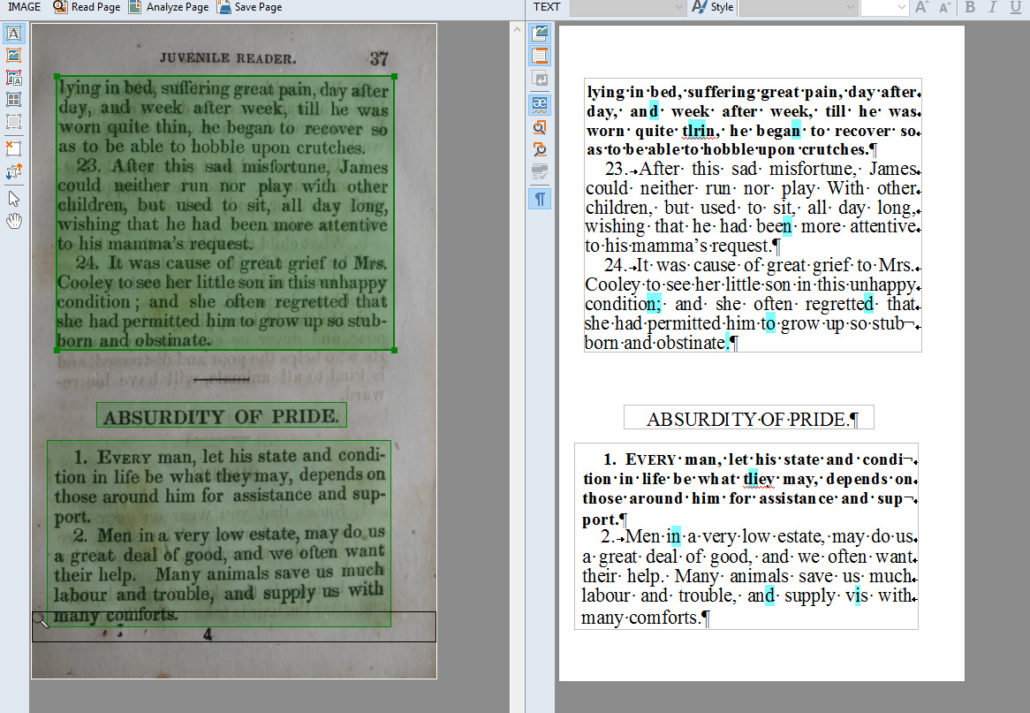 IMAGE Read Page Analyze Page Save Page
JUVENILE READER. 37
lying in bed, suffering great pain, day after
day, and week after week, till he was
worn quite thin, he began to recover so
as to be able to hobble upon crutches.
23. After this sad misfortune, James
could neither run nor play with other
children, but used to sit, all day long,
wishing that he had been more attentive
to his mamma's request.
24. It was cause of great grief to Mrs.
Cooley to see her little son in this unhappy
condition; and she often regretted that
she had permitted him to grow up so stub-
born and obstinate.
ABSURDITY OF PRIDE.
1. EVERY man, let his state and condi-
tion in life be what they may, depends on
those around him for assistance and sup-
port.
2. Men in a very low estate, may do us
a great deal of good, and we often want
their help. Many animals save us much
labour and trouble, and supply us with
many comforts.
4
TEXT Style
lying in bed, suffering great pain, day after
day, and week after week, till he was
worn quite tlrin, he began to recover so
as to be able to hobble upon crutches.
23. After this sad misfortune, James
could neither run nor play With other
children, but used to sit, all day long,
wishing that he had been more attentive
to his mamma's request.
24. It was cause of great grief to Mrs.
Cooley to see her little son in this unhappy
condition; and she often regretted that
she had permitted him to grow up so stub¬
born and obstinate.
ABSURDITY OF PRIDE.
1. EVERY man, let his state and condi¬
tion in life be what tliey may, depends on
those around him for assistance and sup¬
port.
2. Men in a very low estate, may do us
a great deal of good, and we often want
their help. Many animals save us much
labour and trouble, and supply vis with
many comforts.